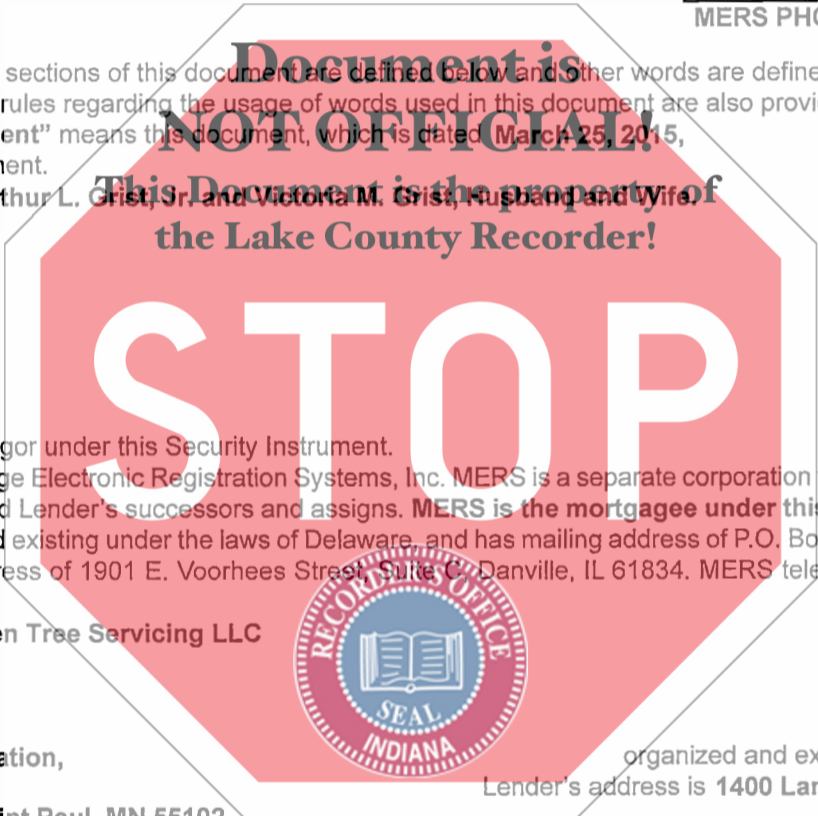 MERS PHO
Document is
sections of this document are defined below and other words are define
rules regarding the usage of words used in this document are also provi
NOT OFFICIAL!
ent" means this document, which is dated March 25, 2015,
ent.
This Document is the property of
thur L. Grist, Jr. and Victoria M. Grist, Husband and Wife.
the Lake County Recorder!
STOP
gor under this Security Instrument.
ge Electronic Registration Systems, Inc. MERS is a separate corporation
d Lender's successors and assigns. MERS is the mortgagee under this
d existing under the laws of Delaware, and has mailing address of P.O. Bo
ess of 1901 E. Voorhees Street, Suite C, Danville, IL 61834. MERS tele
RECORDER'S OFFICE
n Tree Servicing LLC
SEAL
INDIANA
ation,
organized and ex
Lender's address is 1400 Lan
int Paul, MN 55102